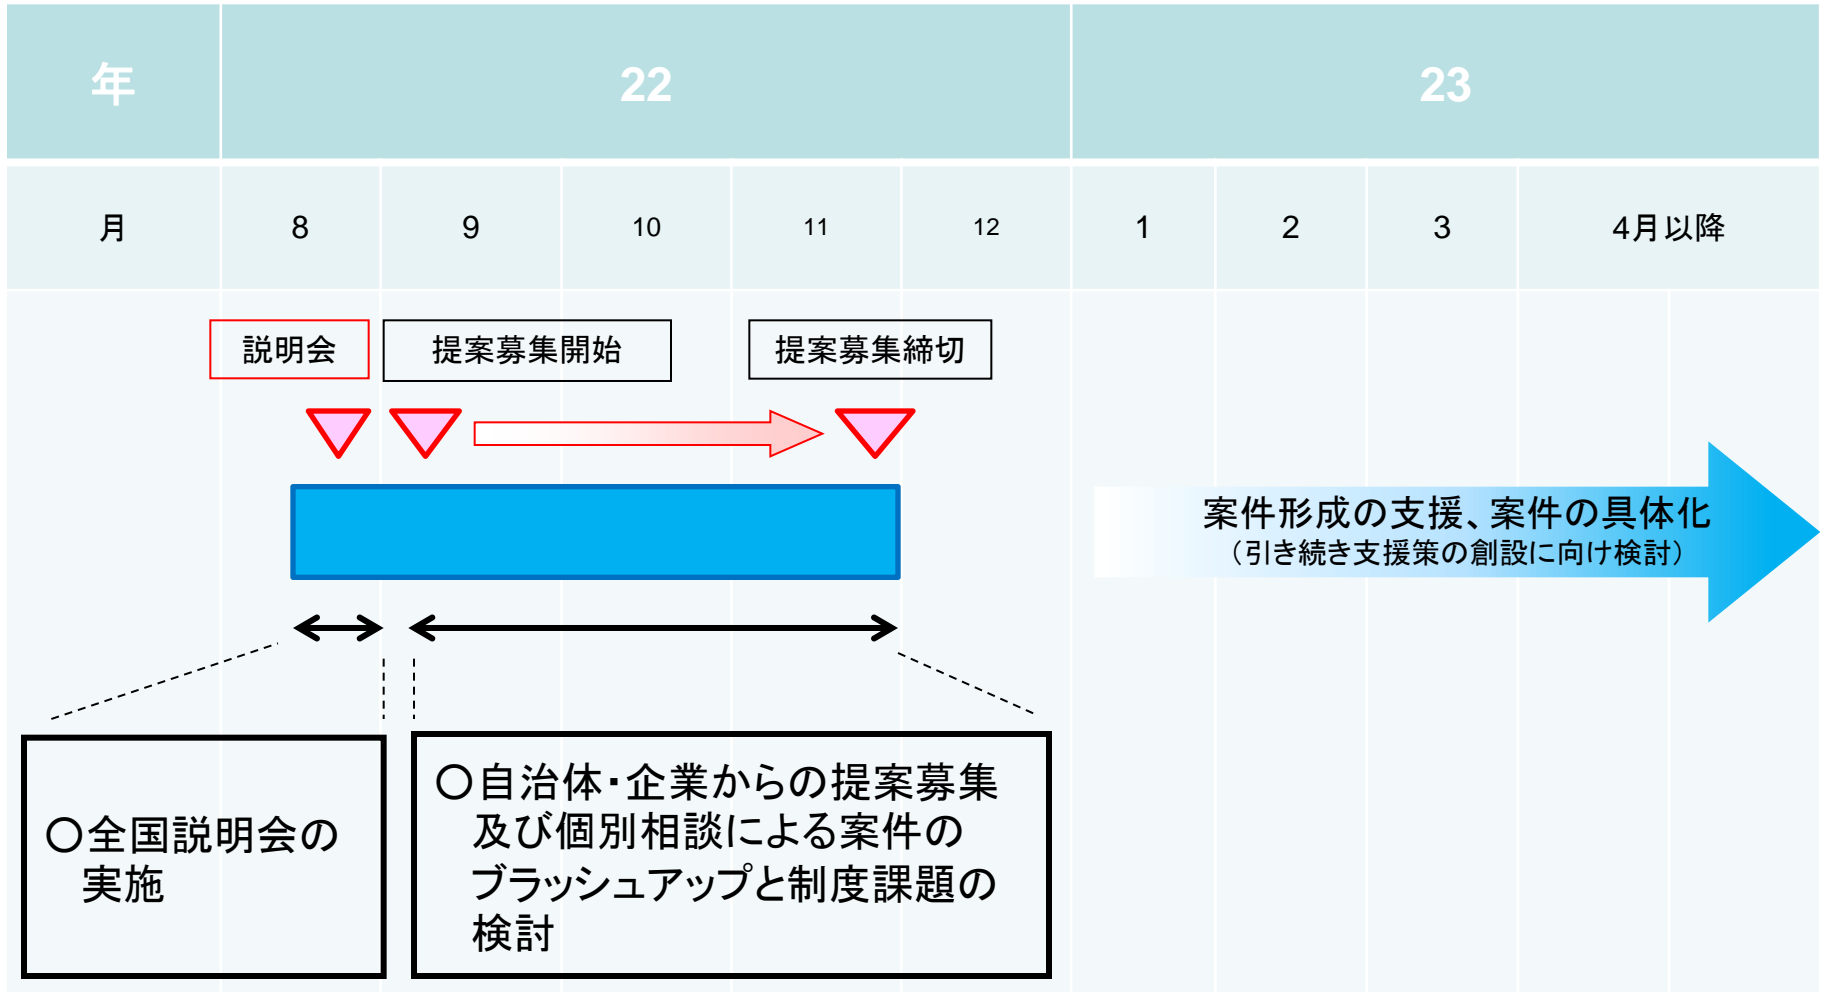 年 22 23
月 8 9 10 11 12 1 2 3 4月以降
説明会 提案募集開始 提案募集締切
案件形成の支援、案件の具体化
（引き続き支援策の創設に向け検討）
〇全国説明会の
実施
〇自治体・企業からの提案募集
及び個別相談による案件の
ブラッシュアップと制度課題の
検討